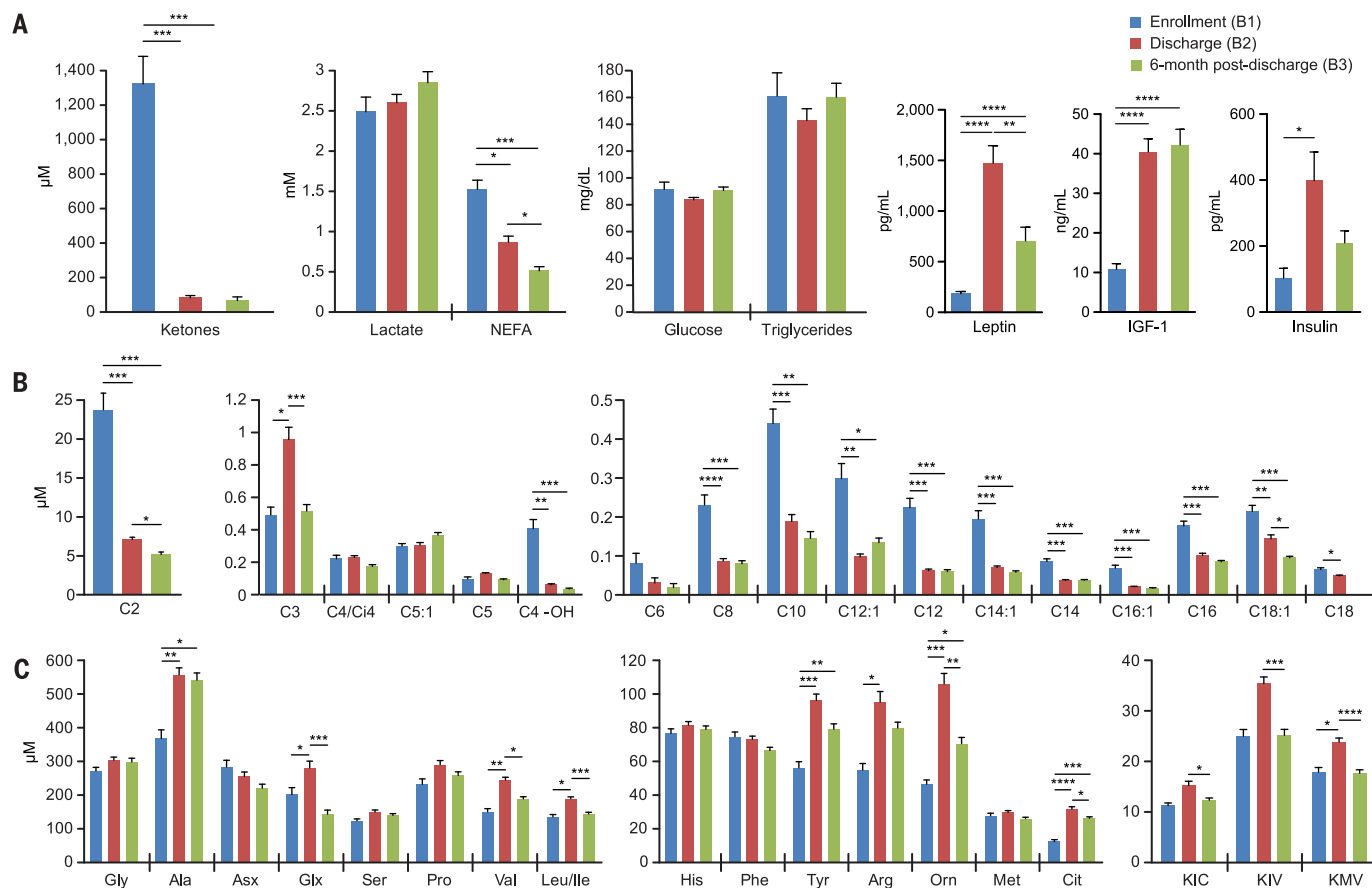 A
Enrollment (B1)
Discharge (B2)
6-month post-discharge (B3)
*** ***
µM
1,400
1,200
1,000
800
600
400
200
0
Ketones
mM
3
2.5
2
1.5
1
0.5
0
*** * *
Lactate NEFA
mg/dL
180
160
140
120
100
80
60
40
20
0
Glucose Triglycerides
pg/mL
2,000
1,500
1,000
500
0
****
**** **
Leptin
ng/mL
50
40
30
20
10
0
****
****
IGF-1
pg/mL
600
400
200
0
*
Insulin
B
µM
25
20
15
10
5
0
***
***
*
C2
1.2
1
0.8
0.6
0.4
0.2
0
* *** *** **
C3 C4/Ci4 C5:1 C5 C4 -OH
0.5
0.4
0.3
0.2
0.1
0
*** **** ** *** * ** *** *** *** *** *** *** *** *** *** *** *** ** * *
C6 C8 C10 C12:1 C12 C14:1 C14 C16:1 C16 C18:1 C18
C
µM
600
500
400
300
200
100
0
* ** * *** ** * * ***
Gly Ala Asx Glx Ser Pro Val Leu/Ile
120
100
80
60
40
20
0
** *** * * *** ** *** **** *
His Phe Tyr Arg Orn Met Cit
40
30
20
10
0
* *** * ****
KIC KIV KMV